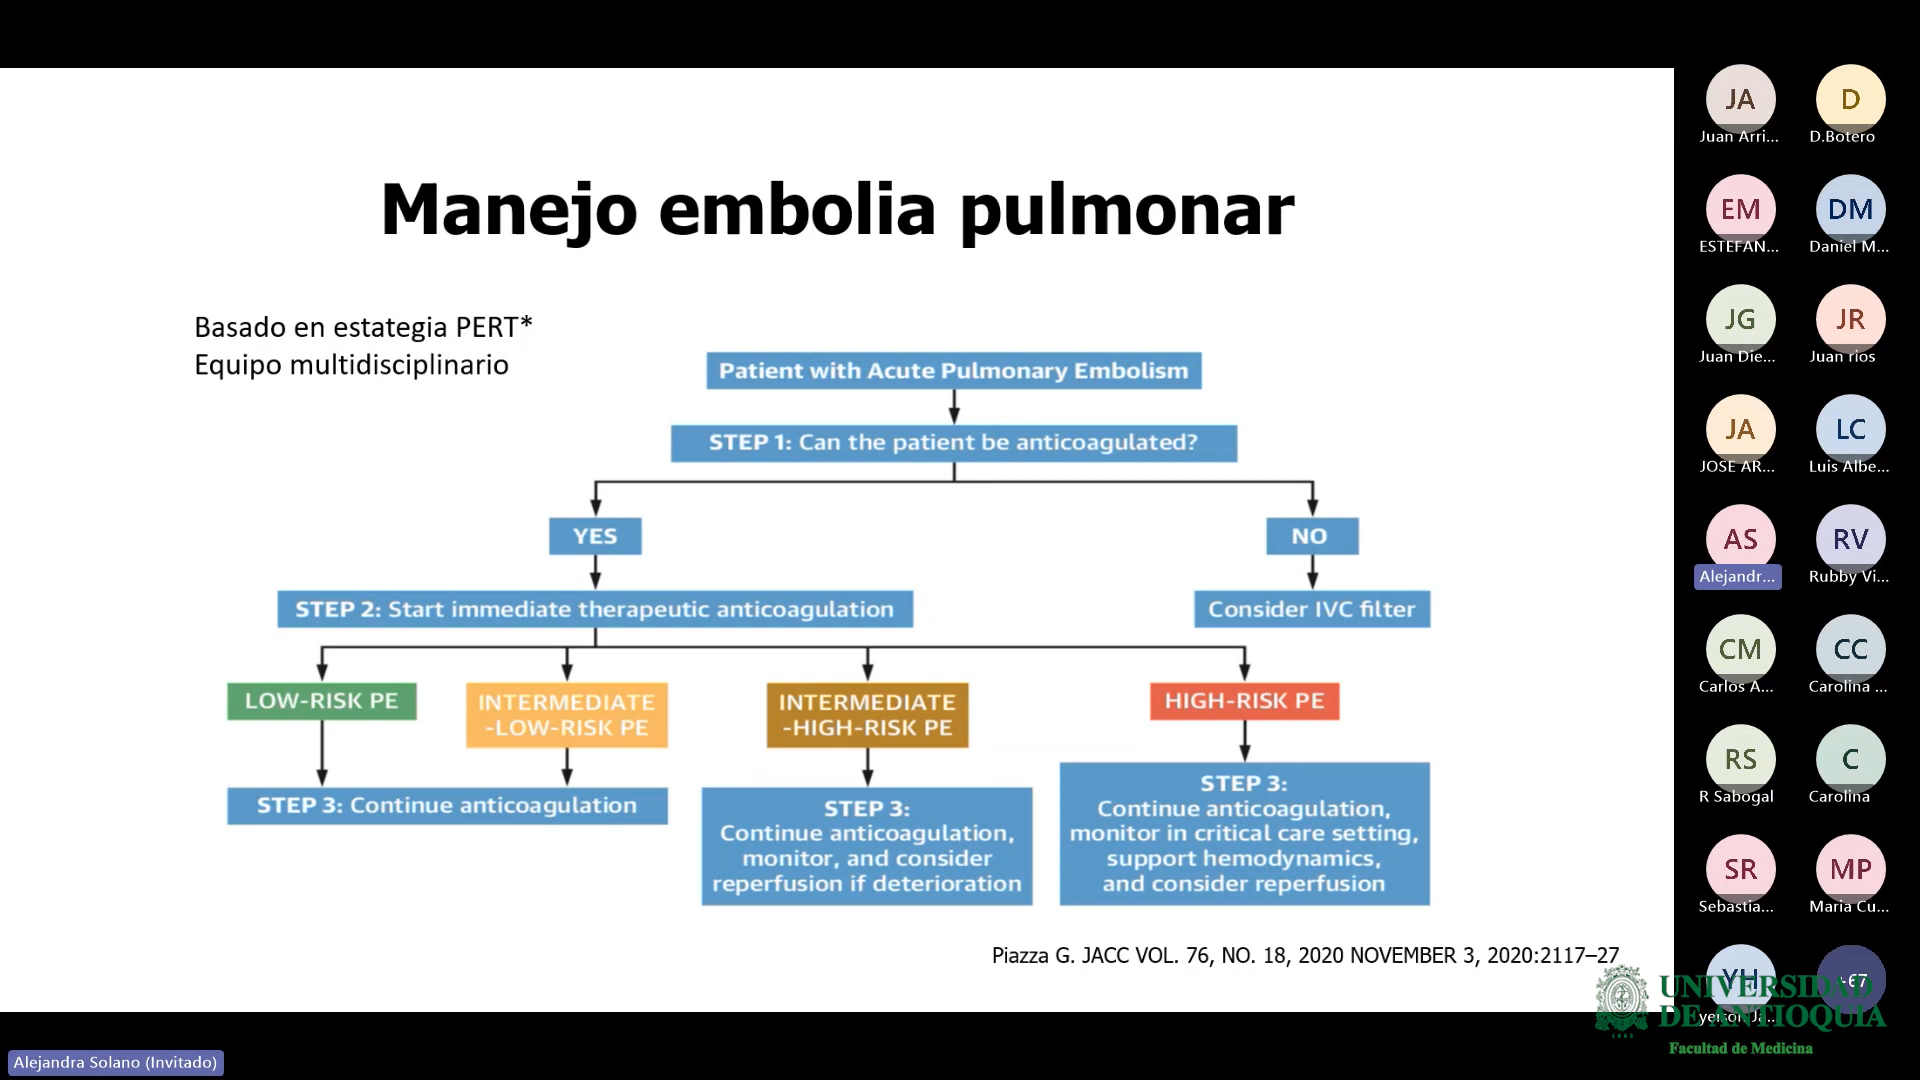 Manejo embolia pulmonar
Basado en estategia PERT*
Equipo multidisciplinario
Patient with Acute Pulmonary Embolism
STEP 1: Can the patient be anticoagulated?
YES
NO
STEP 2: Start immediate therapeutic anticoagulation
Consider IVC filter
LOW-RISK PE
INTERMEDIATE
-LOW-RISK PE
INTERMEDIATE
-HIGH-RISK PE
HIGH-RISK PE
STEP 3: Continue anticoagulation
STEP 3:
Continue anticoagulation,
monitor, and consider
reperfusion if deterioration
STEP 3:
Continue anticoagulation,
monitor in critical care setting,
support hemodynamics,
and consider reperfusion
Piazza G. JACC VOL. 76, NO. 18, 2020 NOVEMBER 3, 2020:2117–27
JA
Juan Arri...
D
D.Botero
EM
ESTEFAN...
DM
Daniel M...
JG
Juan Die...
JR
Juan rios
JA
JOSE AR...
LC
Luis Albe...
AS
Alejandr...
RV
Rubby Vi...
CM
Carlos A...
CC
Carolina ...
RS
R Sabogal
C
Carolina
SR
Sebastia...
MP
Maria Cu...
YH
+67
UNIVERSIDAD
DE ANTIOQUIA
Facultad de Medicina
Alejandra Solano (Invitado)